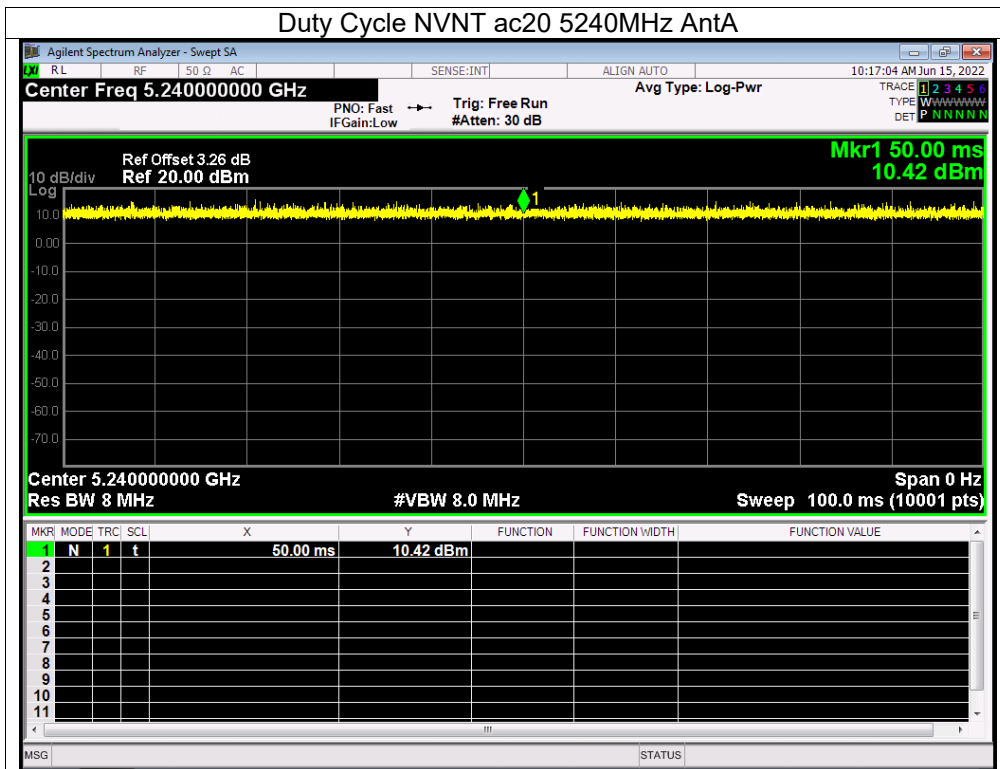 Duty Cycle NVNT ac20 5240MHz AntA
Agilent Spectrum Analyzer - Swept SA
LXI RL RF 50 Ω AC SENSE:INT ALIGN AUTO 10:17:04 AM Jun 15, 2022
Center Freq 5.240000000 GHz
PNO: Fast
IFGain:Low
Trig: Free Run
#Atten: 30 dB
Avg Type: Log-Pwr
TRACE 1 2 3 4 5 6
TYPE WWWWWWW
DET P N N N N N
Mkr1 50.00 ms
10.42 dBm
Ref Offset 3.26 dB
10 dB/div Ref 20.00 dBm
Log
1
10.0
0.00
-10.0
-20.0
-30.0
-40.0
-50.0
-60.0
-70.0
Center 5.240000000 GHz Span 0 Hz
Res BW 8 MHz #VBW 8.0 MHz Sweep 100.0 ms (10001 pts)
MKR MODE TRC SCL X Y FUNCTION FUNCTION WIDTH FUNCTION VALUE
1 N 1 t 50.00 ms 10.42 dBm
2
3
4
5
6
7
8
9
10
11
MSG STATUS